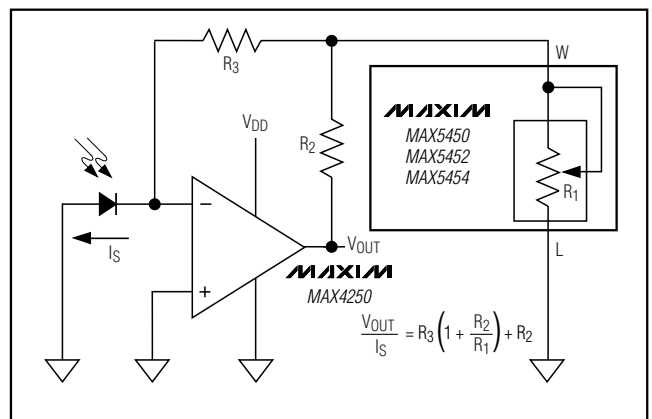 R3
W
MAXIM
MAX5450
MAX5452
MAX5454
VDD
R2
R1
IS
−
+
VOUT
L
MAXIM
MAX4250
VOUT/IS = R3(1 + R2/R1) + R2